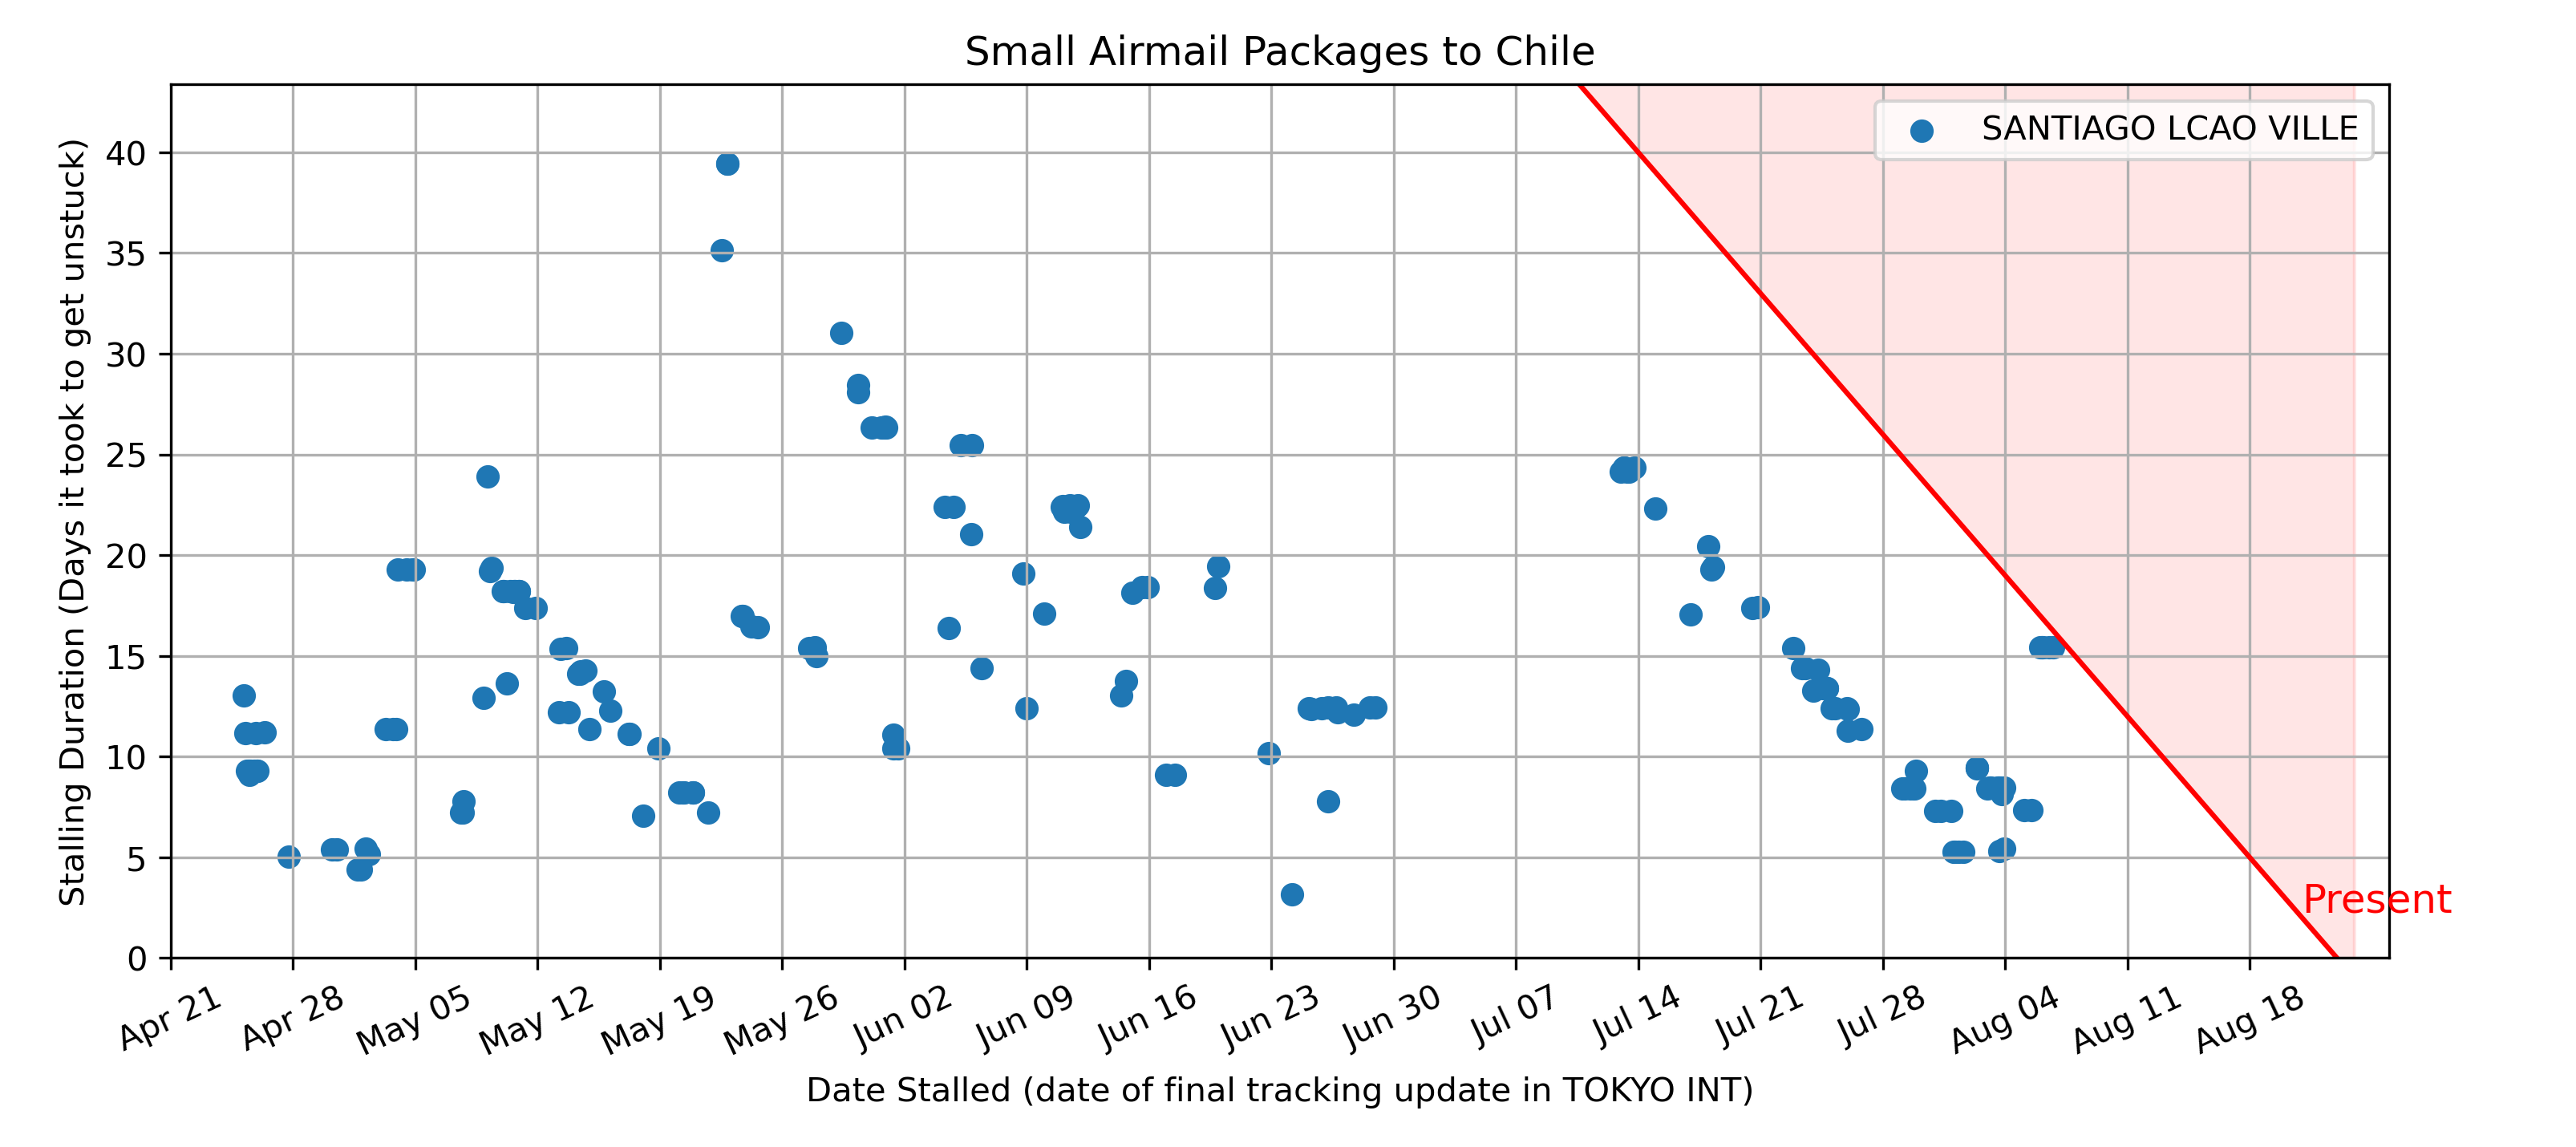 Small Airmail Packages to Chile
SANTIAGO LCAO VILLE
Stalling Duration (Days it took to get unstuck)
40
35
30
25
20
15
10
5
0
Present
Apr 21
Apr 28
May 05
May 12
May 19
May 26
Jun 02
Jun 09
Jun 16
Jun 23
Jun 30
Jul 07
Jul 14
Jul 21
Jul 28
Aug 04
Aug 11
Aug 18
Date Stalled (date of final tracking update in TOKYO INT)